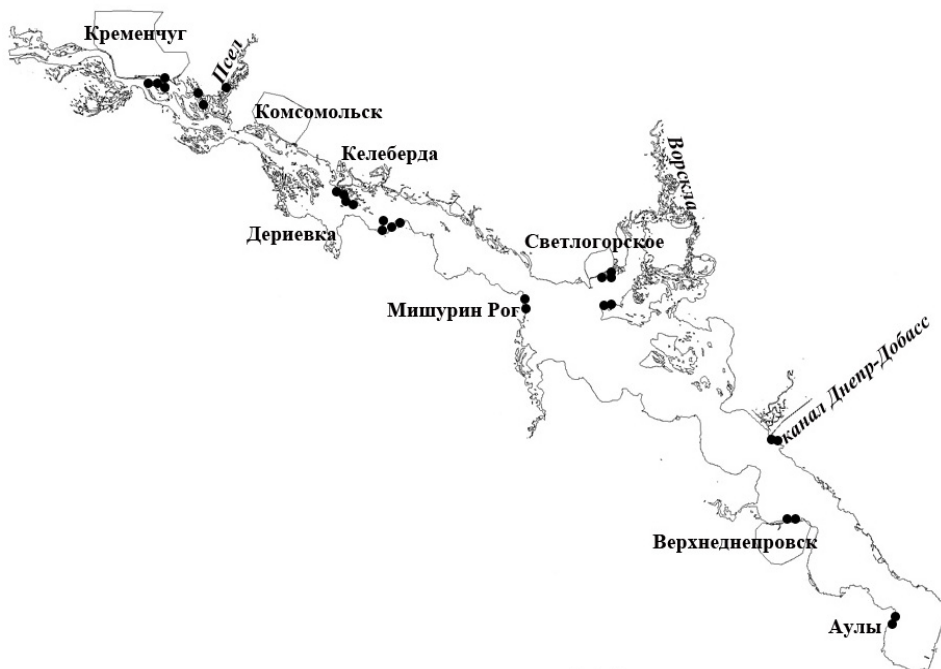 Кременчуг
Псел
Комсомольск
Келеберда
Ворскла
Дериевка
Светлогорское
Мишурин Рог
канал Днепр-Добасс
Верхнеднепровск
Аулы